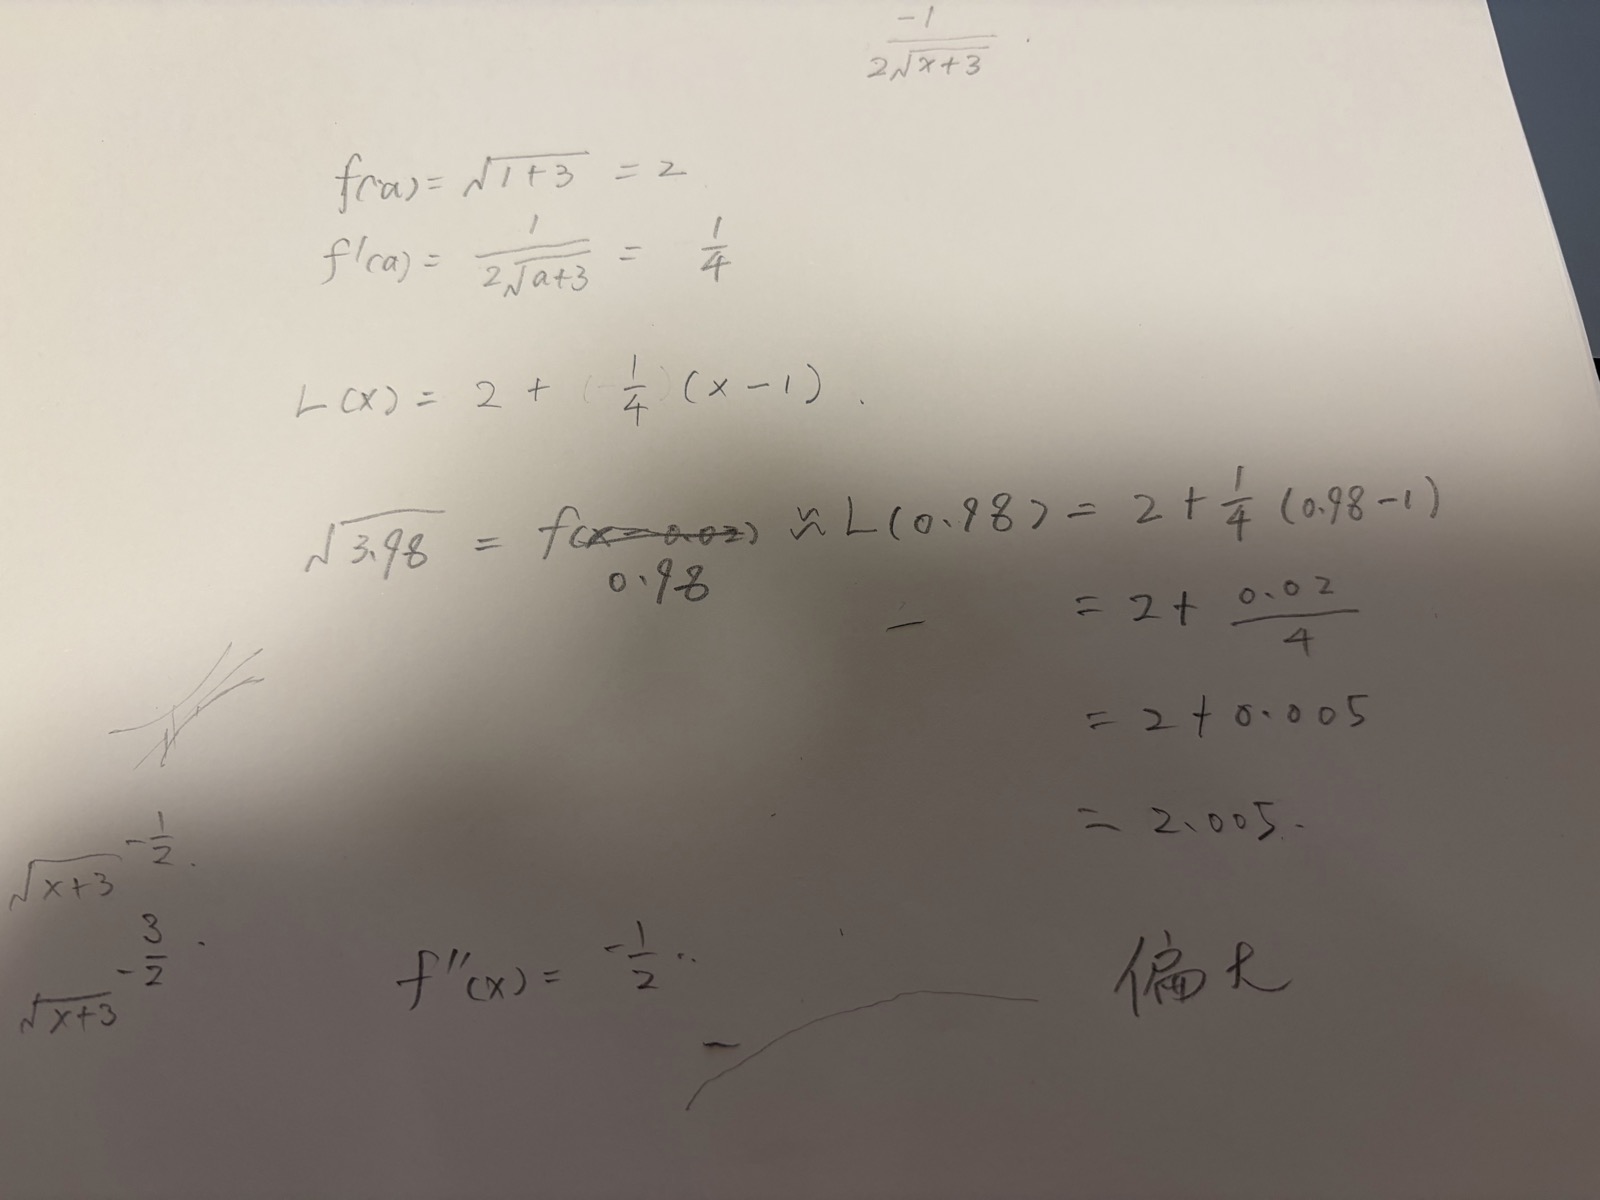 -1
2√x+3
f(a) = √1+3 = 2
f'(a) = 1/2√a+3 = 1/4
L(x) = 2 + 1/4 (x-1).
√3.98 = f(x-0.02) 0.98 ≈ L(0.98) = 2 + 1/4 (0.98-1)
= 2 + 0.02/4
= 2 + 0.005
= 2.005.
√x+3 -1/2.
√x+3 -3/2.
f''(x) = -1/2..
偏大